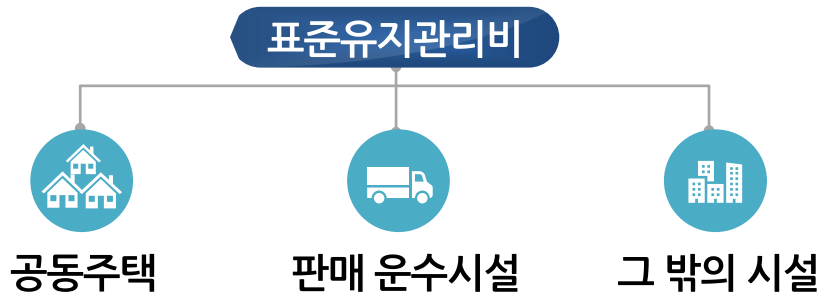 표준유지관리비
공동주택
판매 운수시설
그 밖의 시설